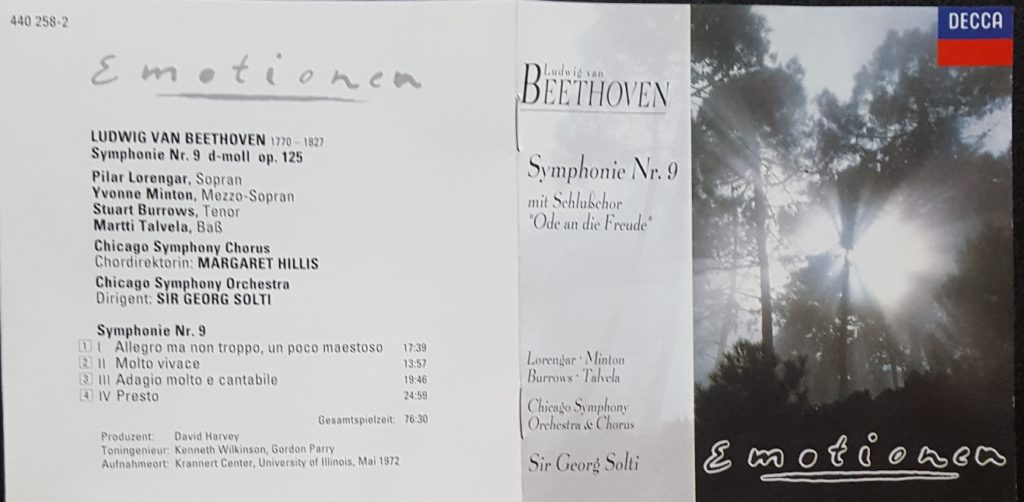 440 258-2
Emotionen
LUDWIG VAN BEETHOVEN 1770 – 1827
Symphonie Nr. 9 d-moll op. 125
Pilar Lorengar, Sopran
Yvonne Minton, Mezzo-Sopran
Stuart Burrows, Tenor
Martti Talvela, Baß
Chicago Symphony Chorus
Chordirektorin: MARGARET HILLIS
Chicago Symphony Orchestra
Dirigent: SIR GEORG SOLTI
Symphonie Nr. 9
1 I Allegro ma non troppo, un poco maestoso 17:39
2 II Molto vivace 13:57
3 III Adagio molto e cantabile 19:46
4 IV Presto 24:59
Gesamtspielzeit: 76:30
Produzent: David Harvey
Toningenieur: Kenneth Wilkinson, Gordon Parry
Aufnahmeort: Krannert Center, University of Illinois, Mai 1972
Ludwig van
BEETHOVEN
Symphonie Nr. 9
mit Schlußchor
"Ode an die Freude"
Lorengar · Minton
Burrows · Talvela
Chicago Symphony
Orchestra & Chorus
Sir Georg Solti
DECCA
Emotionen